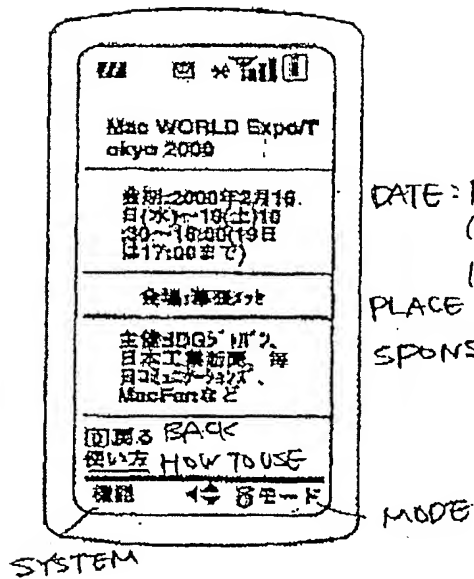 Mac WORLD Expo/T
okyo 2000
会期:2000年2月16
日(水)〜19(土)10
:30〜18:00(19日
は17:00まで)
DATE:
会場:幕張メッセ
PLACE
主催:IDGジャパン、
日本工業新聞、毎
日コミュニケーションズ、
MacFanなど
SPONS
戻る BACK
使い方 HOW TO USE
機能 モード
MODE
SYSTEM